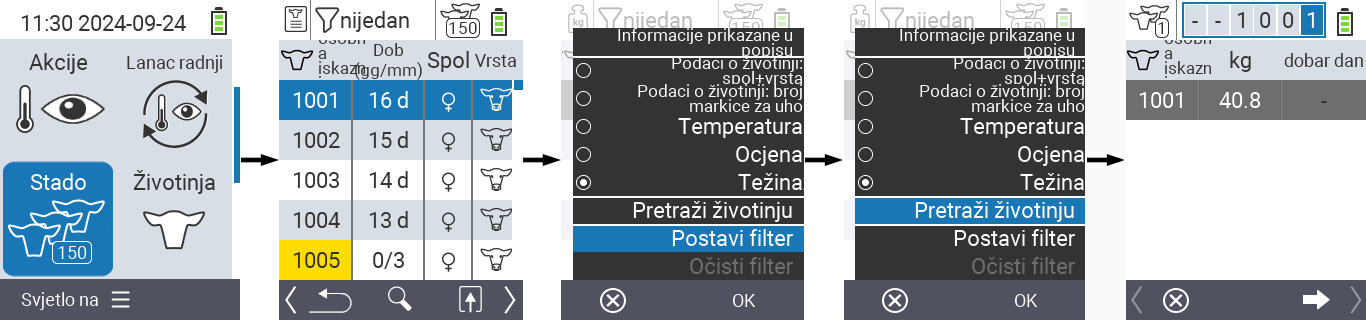 11:30 2024-09-24
Akcije
Lanac radnji
Stado
150
Životinja
Svjetlo na
nijedan
150
osobn
a
iskazn
Dob
(gg/mm)
Spol
Vrsta
1001 16 d
1002 15 d
1003 14 d
1004 13 d
1005 0/3
kg
nijedan
150
Informacije prikazane u
popisu
Podaci o životinji:
spol+vrsta
Podaci o životinji: broj
markice za uho
Temperatura
Ocjena
Težina
Pretraži životinju
Postavi filter
Očisti filter
OK
kg
nijedan
150
Informacije prikazane u
popisu
Podaci o životinji:
spol+vrsta
Podaci o životinji: broj
markice za uho
Temperatura
Ocjena
Težina
Pretraži životinju
Postavi filter
Očisti filter
OK
1
- - 1 0 0 1
osobn
a
iskazn
kg
dobar dan
1001 40.8 -